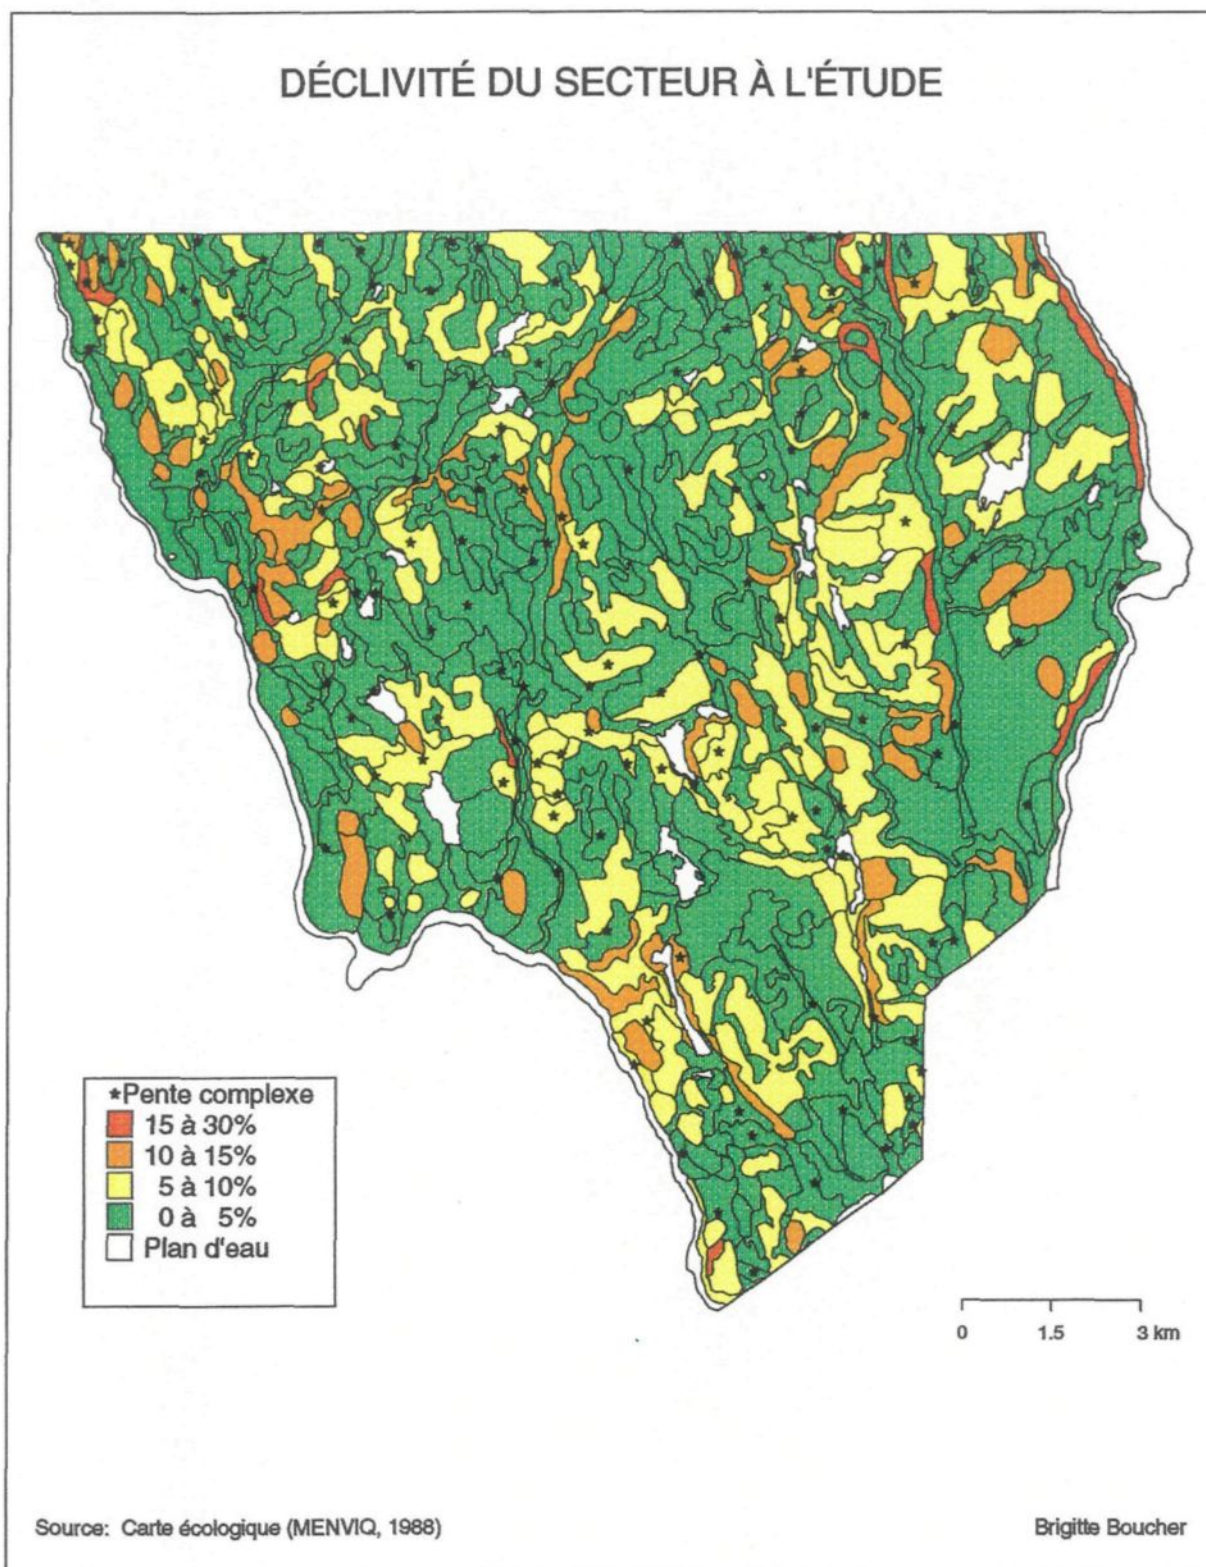 DÉCLIVITÉ DU SECTEUR À L'ÉTUDE
*Pente complexe
15 à 30%
10 à 15%
5 à 10%
0 à 5%
Plan d'eau
0 1.5 3 km
Source: Carte écologique (MENVIQ, 1988)
Brigitte Boucher